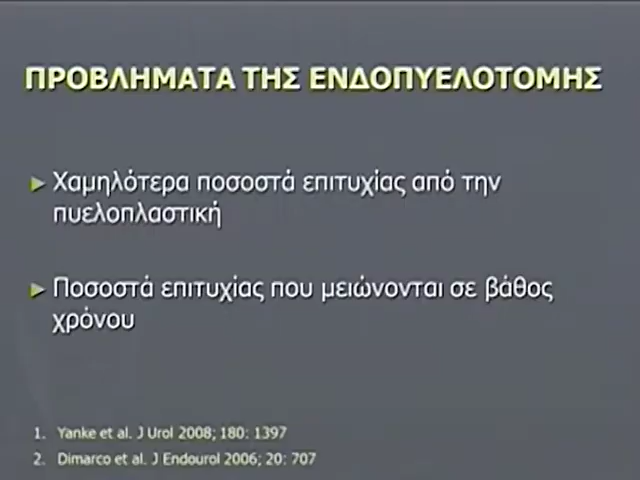 ΠΡΟΒΛΗΜΑΤΑ ΤΗΣ ΕΝΔΟΠΥΕΛΟΤΟΜΗΣ
► Χαμηλότερα ποσοστά επιτυχίας από την
πυελοπλαστική
► Ποσοστά επιτυχίας που μειώνονται σε βάθος
χρόνου
1. Yanke et al. J Urol 2008; 180: 1397
2. Dimarco et al. J Endourol 2006; 20: 707